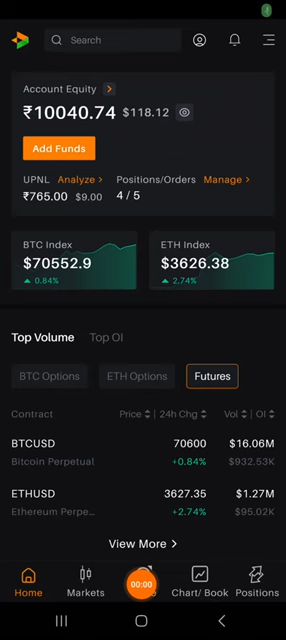 Search
Account Equity >
₹10040.74 $118.12
Add Funds
UPNL Analyze > Positions/Orders Manage >
₹765.00 $9.00 4 / 5
BTC Index ETH Index
$70552.9 $3626.38
0.84% 2.74%
Top Volume Top OI
BTC Options ETH Options Futures
Contract Price | 24h Chg Vol | OI
BTCUSD 70600 $16.06M
Bitcoin Perpetual +0.84% $932.53K
ETHUSD 3627.35 $1.27M
Ethereum Perpe... +2.74% $95.02K
View More >
00:00
Home Markets Chart/ Book Positions